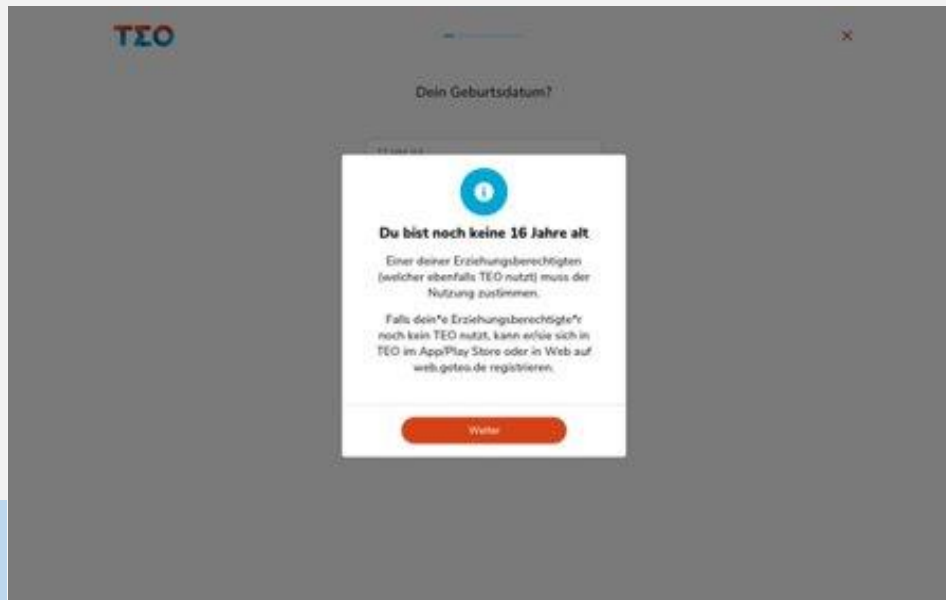 TEO
Dein Geburtsdatum?
Du bist noch keine 16 Jahre alt
Einer deiner Erziehungsberechtigten
(welcher ebenfalls TEO nutzt) muss der
Nutzung zustimmen.
Falls dein*e Erziehungsberechtigte*r
noch kein TEO nutzt, kann er/sie sich in
TEO im App/Play Store oder in Web auf
web.goteo.de registrieren.
Weiter